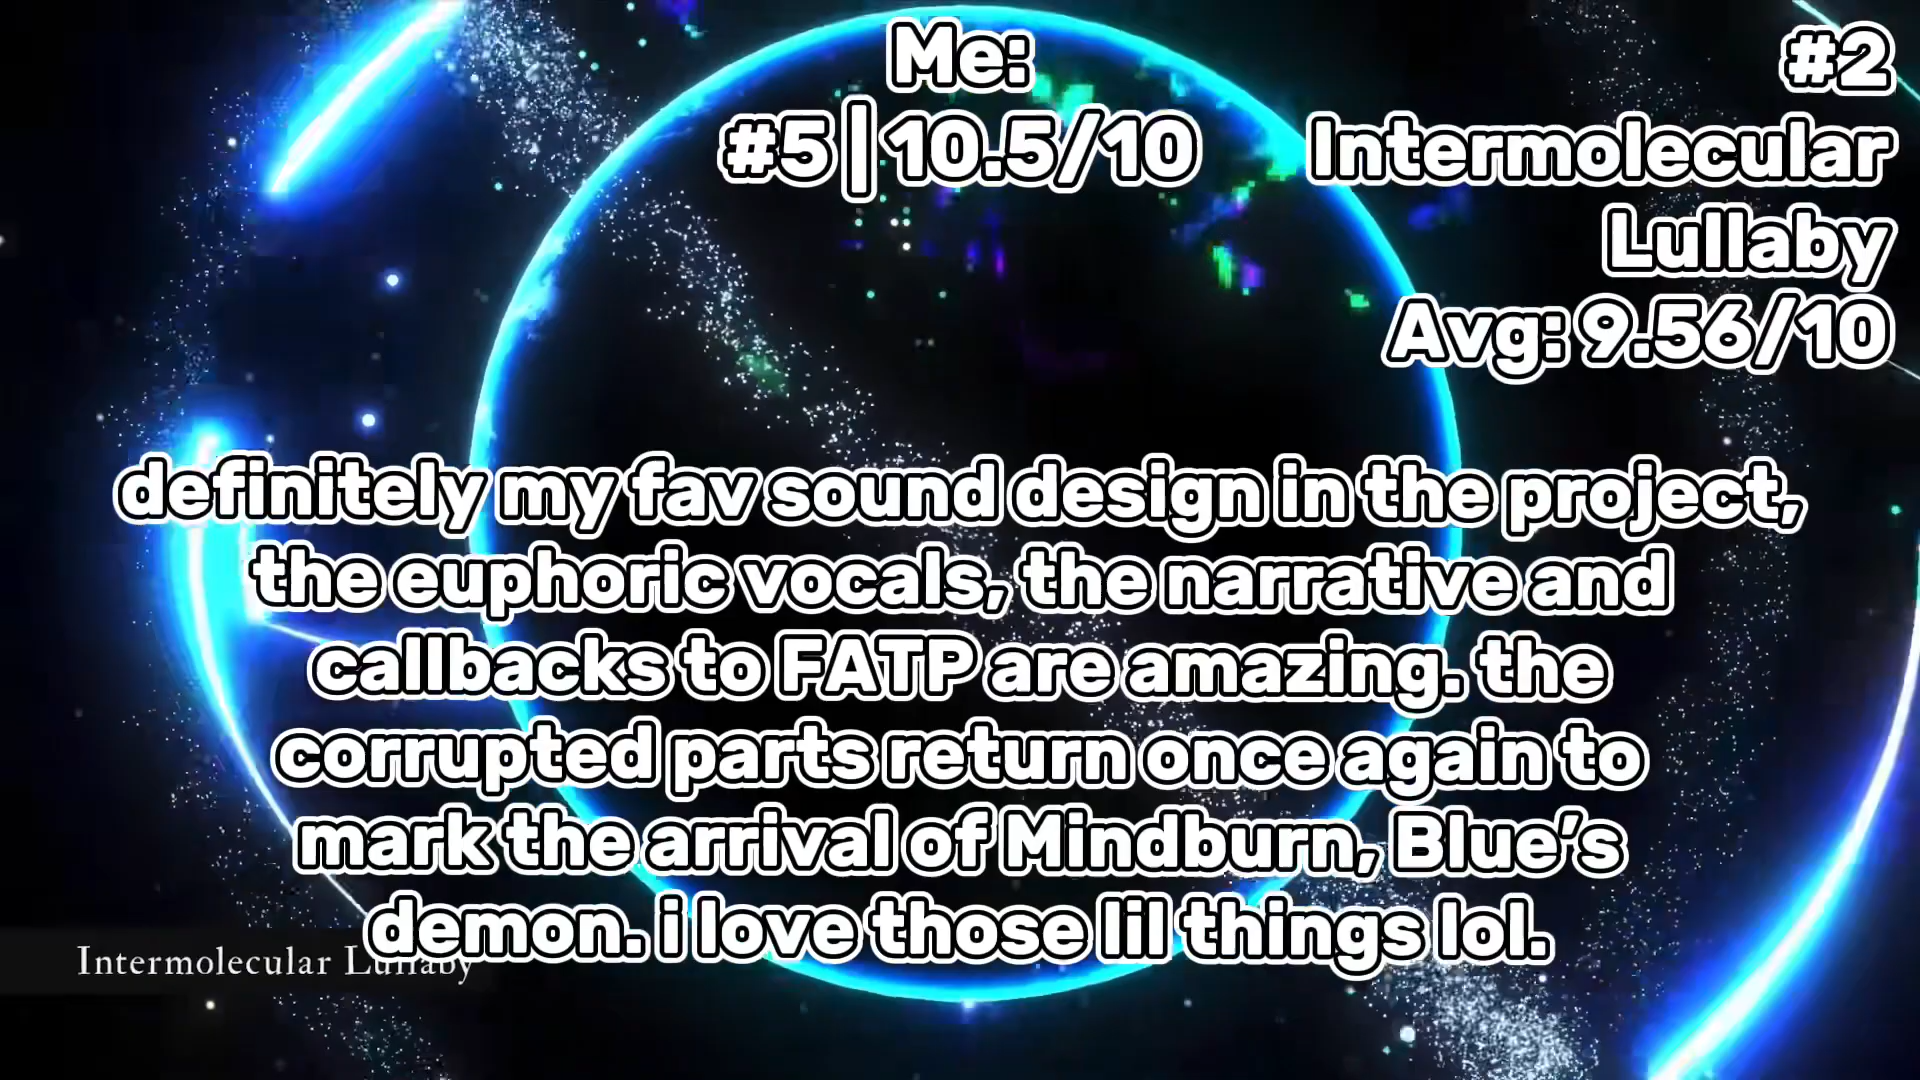 Me:
#5 | 10.5/10
#2
Intermolecular
Lullaby
Avg: 9.56/10
definitely my fav sound design in the project,
the euphoric vocals, the narrative and
callbacks to FATP are amazing. the
corrupted parts return once again to
mark the arrival of Mindburn, Blue's
demon. i love those lil things lol.
Intermolecular Lullaby